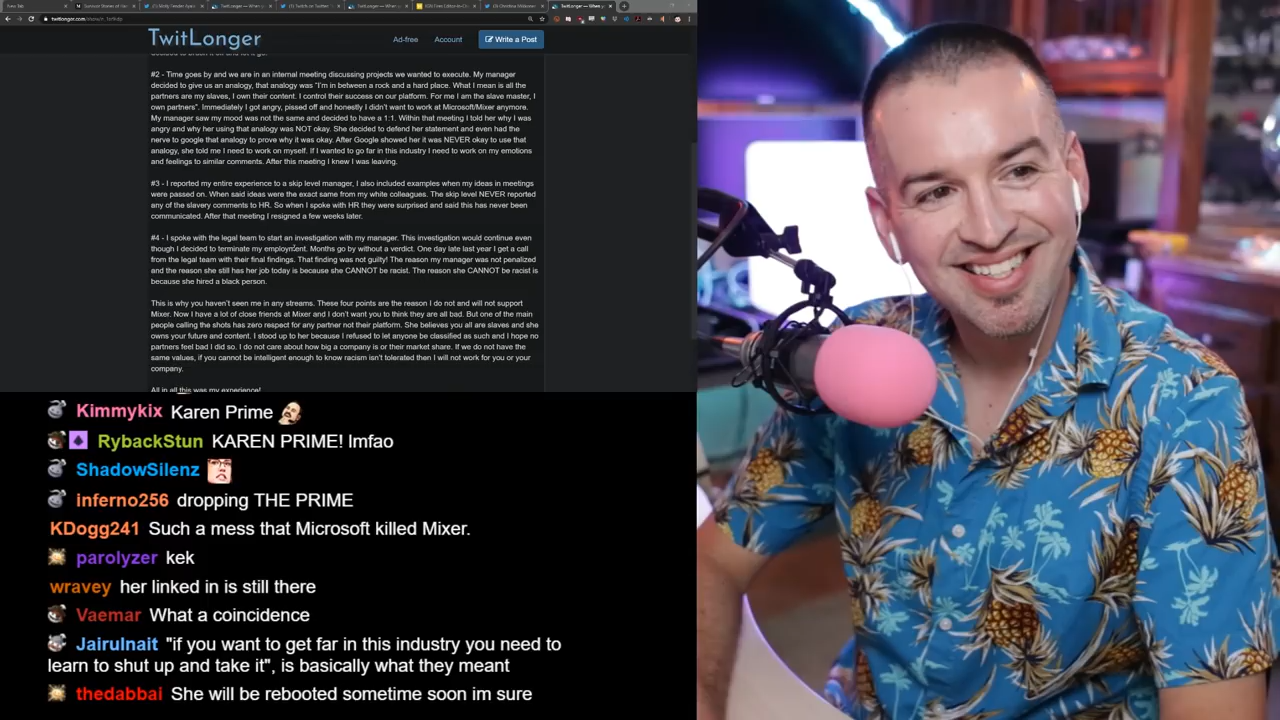 New Tab
twitlonger.com
TwitLonger
Ad-free
Account
Write a Post
#2 - Time goes by and we are in an internal meeting discussing projects we wanted to execute. My manager
decided to give us an analogy, that analogy was "I'm in between a rock and a hard place. What I mean is all the
partners are my slaves, I own their content. I control their success on our platform. For me I am the slave master, I
own partners". Immediately I got angry, pissed off and honestly I didn't want to work at Microsoft/Mixer anymore.
My manager saw my mood was not the same and decided to have a 1:1. Within that meeting I told her why I was
angry and why her using that analogy was NOT okay. She decided to defend her statement and even had the
nerve to google that analogy to prove why it was okay. After Google showed her it was NEVER okay to use that
analogy, she told me I need to work on myself. If I wanted to go far in this industry I need to work on my emotions
and feelings to similar comments. After this meeting I knew I was leaving.
#3 - I reported my entire experience to a skip level manager, I also included examples when my ideas in meetings
were passed on. When said ideas were the exact same from my white colleagues. The skip level NEVER reported
any of the slavery comments to HR. So when I spoke with HR they were surprised and said this has never been
communicated. After that meeting I resigned a few weeks later.
#4 - I spoke with the legal team to start an investigation with my manager. This investigation would continue even
though I decided to terminate my employment. Months go by without a verdict. One day late last year I get a call
from the legal team with their final findings. That finding was not guilty! The reason my manager was not penalized
and the reason she still has her job today is because she CANNOT be racist. The reason she CANNOT be racist is
because she hired a black person.
This is why you haven't seen me in any streams. These four points are the reason I do not and will not support
Mixer. Now I have a lot of close friends at Mixer and I don't want you to think they are all bad. But one of the main
people calling the shots has zero respect for any partner not their platform. She believes you all are slaves and she
owns your future and content. I stood up to her because I refused to let anyone be classified as such and I hope no
partners feel bad I did so. I do not care about how big a company is or their market share. If we do not have the
same values, if you cannot be intelligent enough to know racism isn't tolerated then I will not work for you or your
company.
All in all this was my experience!
Kimmykix Karen Prime
RybackStun KAREN PRIME! lmfao
ShadowSilenz
inferno256 dropping THE PRIME
KDogg241 Such a mess that Microsoft killed Mixer.
parolyzer kek
wravey her linked in is still there
Vaemar What a coincidence
JairuInait "if you want to get far in this industry you need to
learn to shut up and take it", is basically what they meant
thedabbai She will be rebooted sometime soon im sure